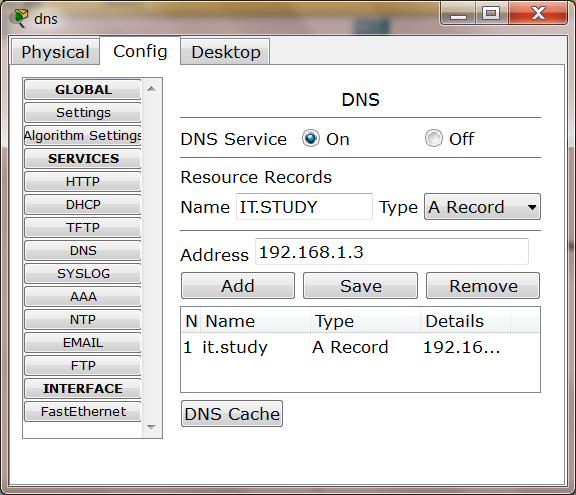 dns
Physical Config Desktop
GLOBAL
Settings
Algorithm Settings
SERVICES
HTTP
DHCP
TFTP
DNS
SYSLOG
AAA
NTP
EMAIL
FTP
INTERFACE
FastEthernet
DNS
DNS Service On Off
Resource Records
Name IT.STUDY Type A Record
Address 192.168.1.3
Add Save Remove
N Name Type Details
1 it.study A Record 192.16...
DNS Cache